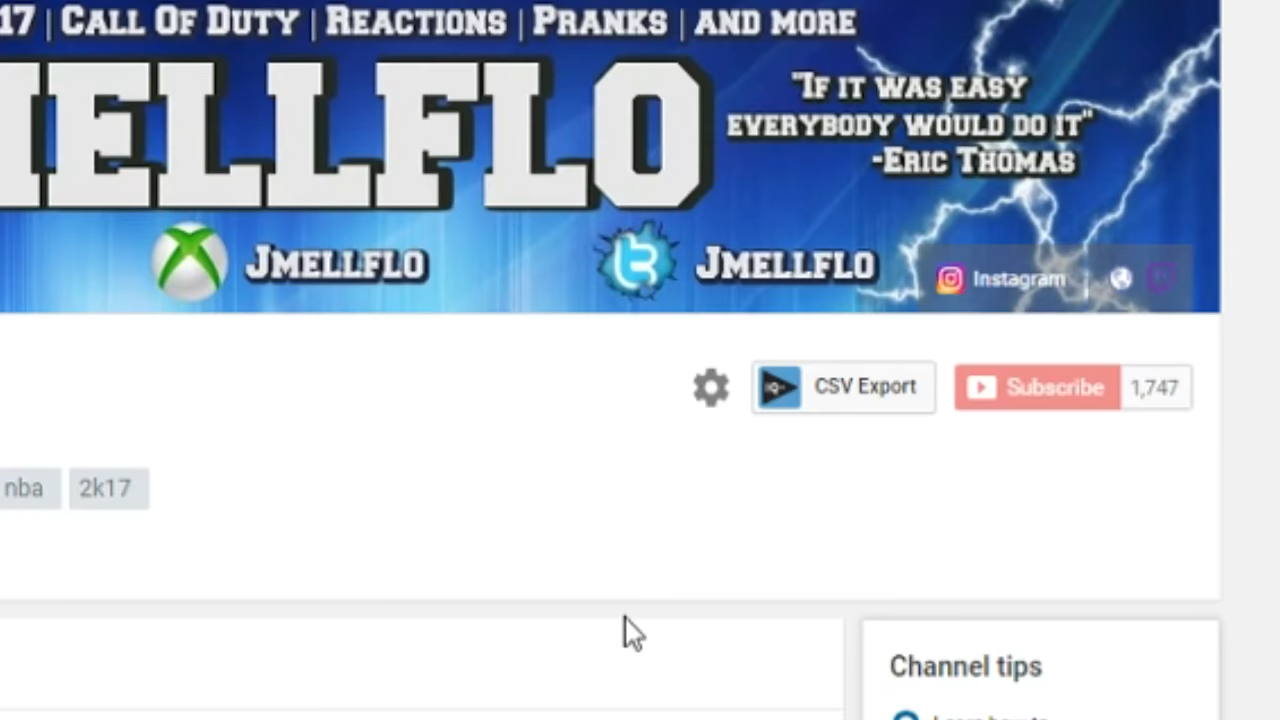 17 | Call Of Duty | Reactions | Pranks | and more
ELLFLO
"If it was easy
everybody would do it"
-Eric Thomas
Jmellflo
Jmellflo
Instagram
CSV Export
Subscribe 1,747
nba 2k17
Channel tips